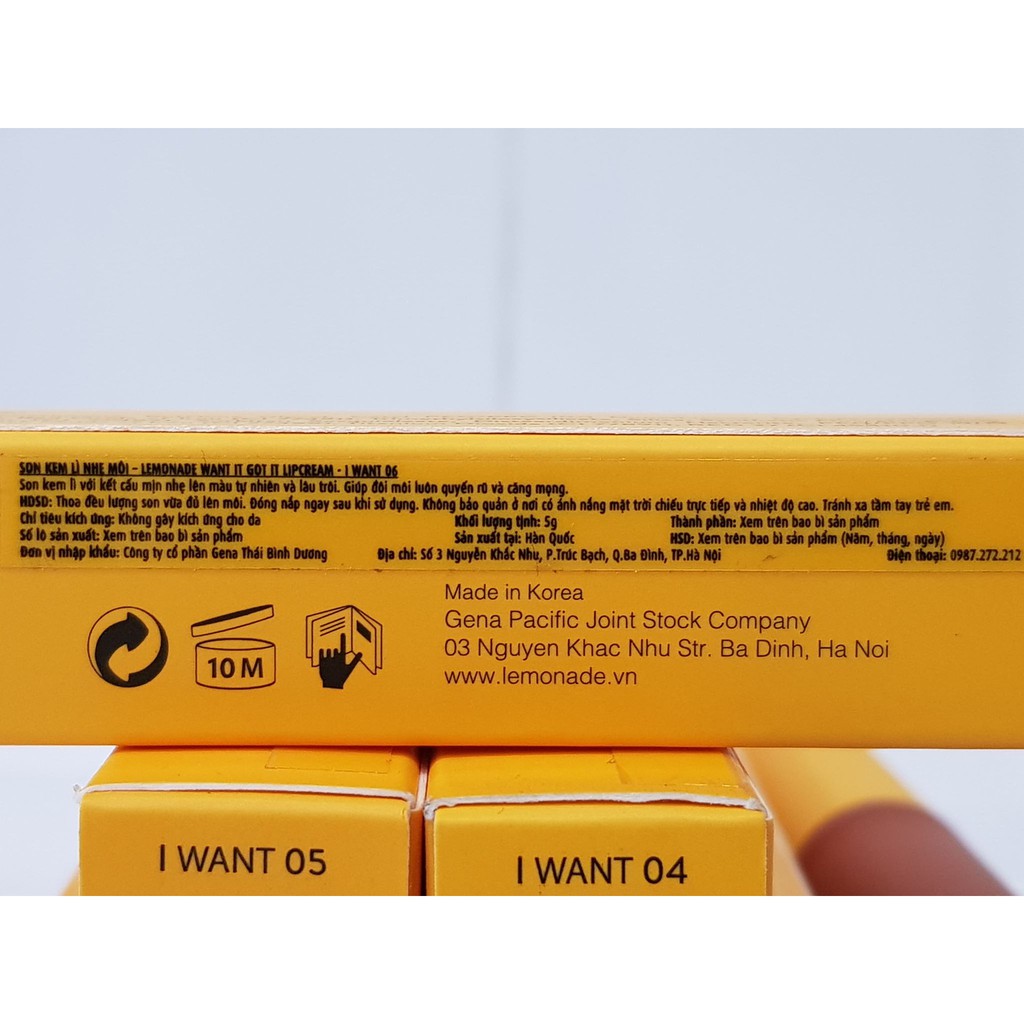 SON KEM LÌ NHẸ MÔI - LEMONADE WANT IT GOT IT LIPCREAM - I WANT 06
Son kem lì với kết cấu mịn nhẹ lên màu tự nhiên và lâu trôi. Giúp đôi môi luôn quyến rũ và căng mọng.
HDSD: Thoa đều lượng son vừa đủ lên môi. Đóng nắp ngay sau khi sử dụng. Không bảo quản ở nơi có ánh nắng mặt trời chiếu trực tiếp và nhiệt độ cao. Tránh xa tầm tay trẻ em.
Chỉ tiêu kích ứng: Không gây kích ứng cho da Khối lượng tịnh: 5g Thành phần: Xem trên bao bì sản phẩm
Số lô sản xuất: Xem trên bao bì sản phẩm Sản xuất tại: Hàn Quốc HSD: Xem trên bao bì sản phẩm (Năm, tháng, ngày)
Đơn vị nhập khẩu: Công ty cổ phần Gena Thái Bình Dương Địa chỉ: Số 3 Nguyễn Khắc Nhu, P.Trúc Bạch, Q.Ba Đình, TP.Hà Nội Điện thoại: 0987.272.212
Made in Korea
Gena Pacific Joint Stock Company
03 Nguyen Khac Nhu Str. Ba Dinh, Ha Noi
www.lemonade.vn
10 M
I WANT 05
I WANT 04